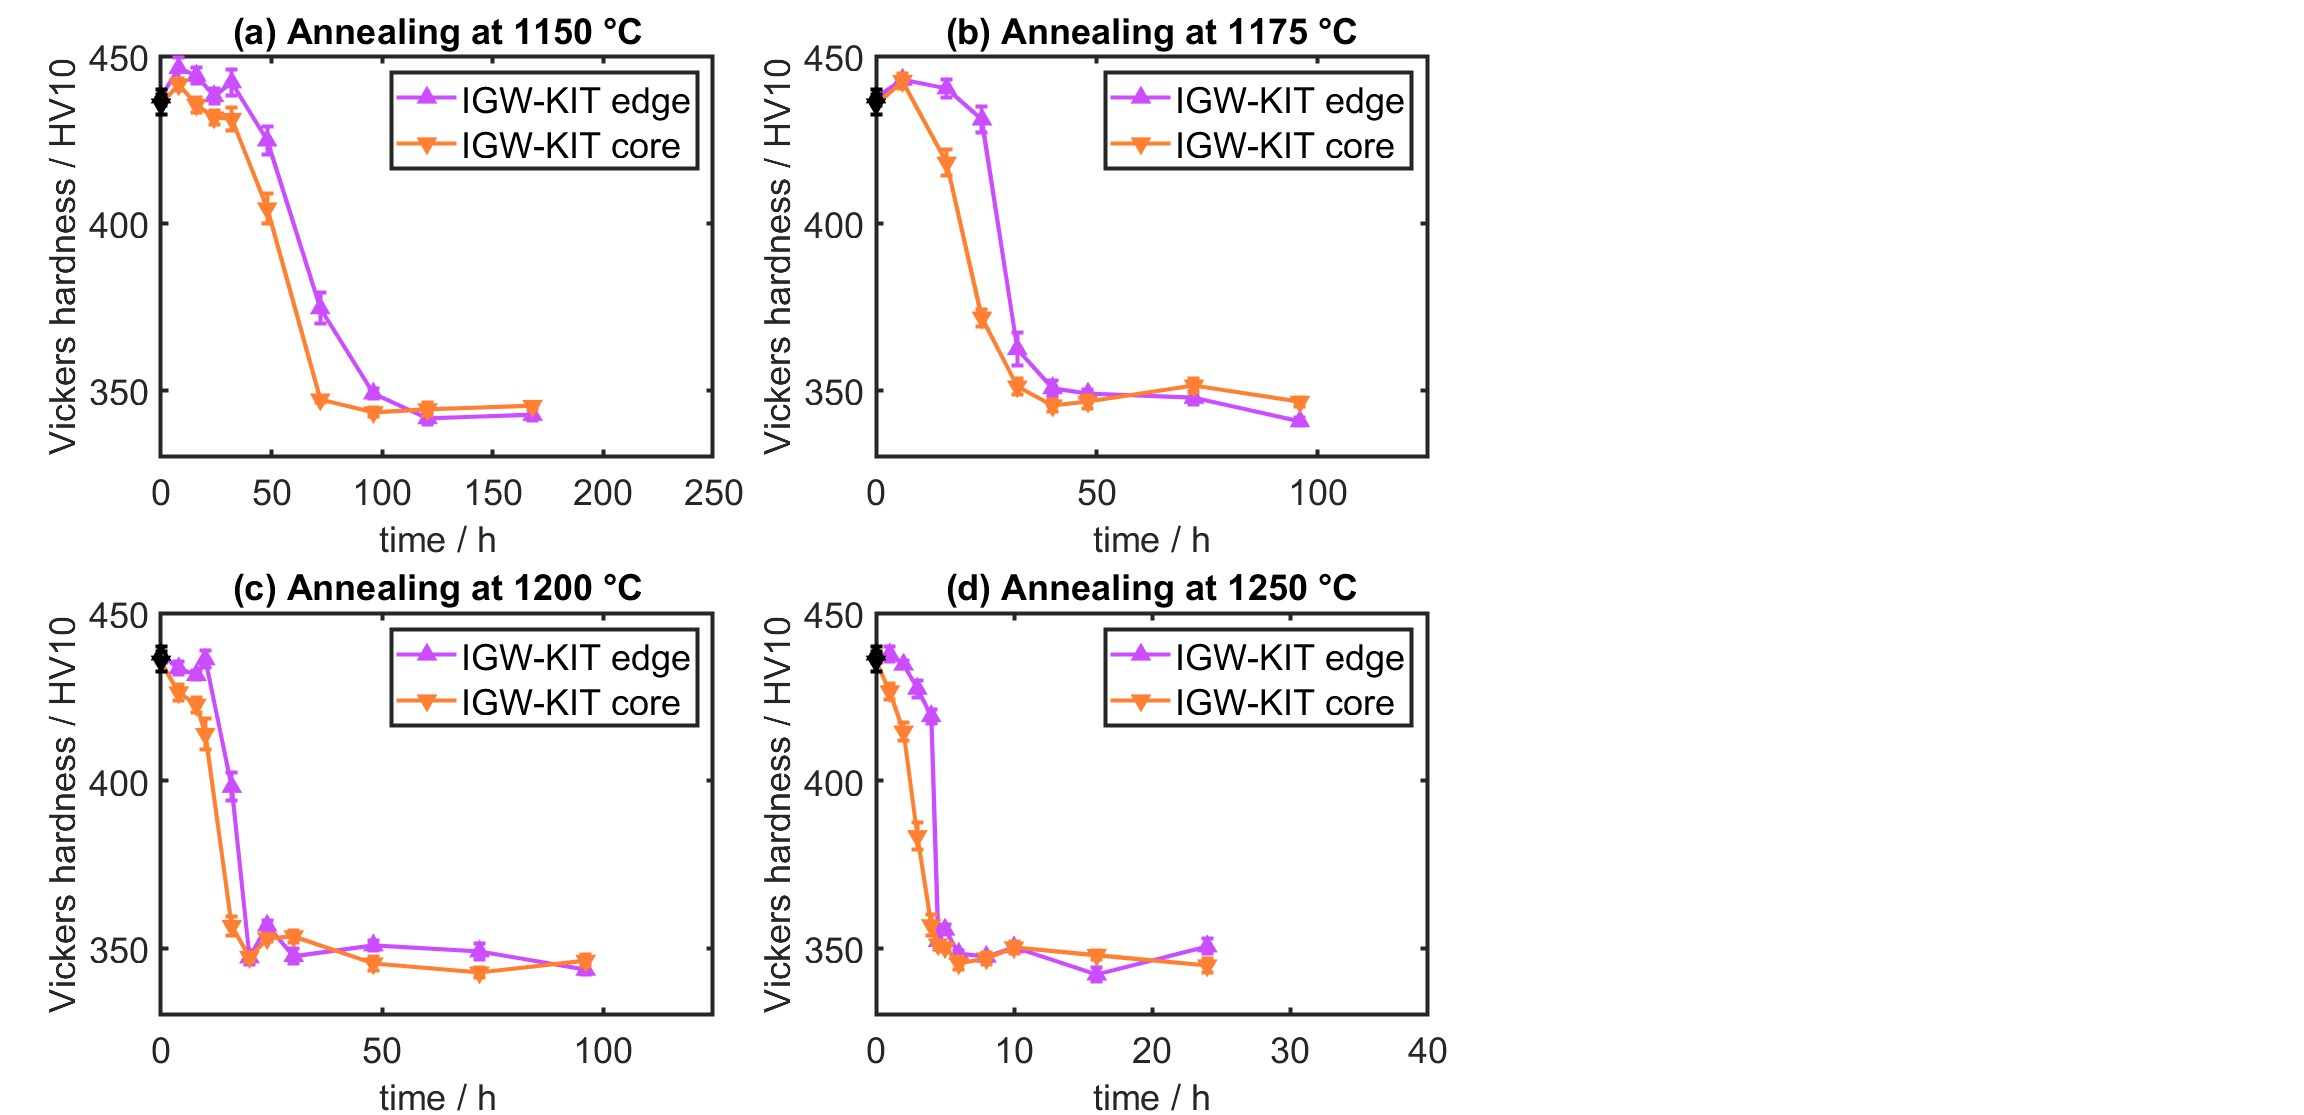 (a) Annealing at 1150 °C
Vickers hardness / HV10
450
400
350
IGW-KIT edge
IGW-KIT core
0 50 100 150 200 250
time / h
(b) Annealing at 1175 °C
Vickers hardness / HV10
450
400
350
IGW-KIT edge
IGW-KIT core
0 50 100
time / h
(c) Annealing at 1200 °C
Vickers hardness / HV10
450
400
350
IGW-KIT edge
IGW-KIT core
0 50 100
time / h
(d) Annealing at 1250 °C
Vickers hardness / HV10
450
400
350
IGW-KIT edge
IGW-KIT core
0 10 20 30 40
time / h